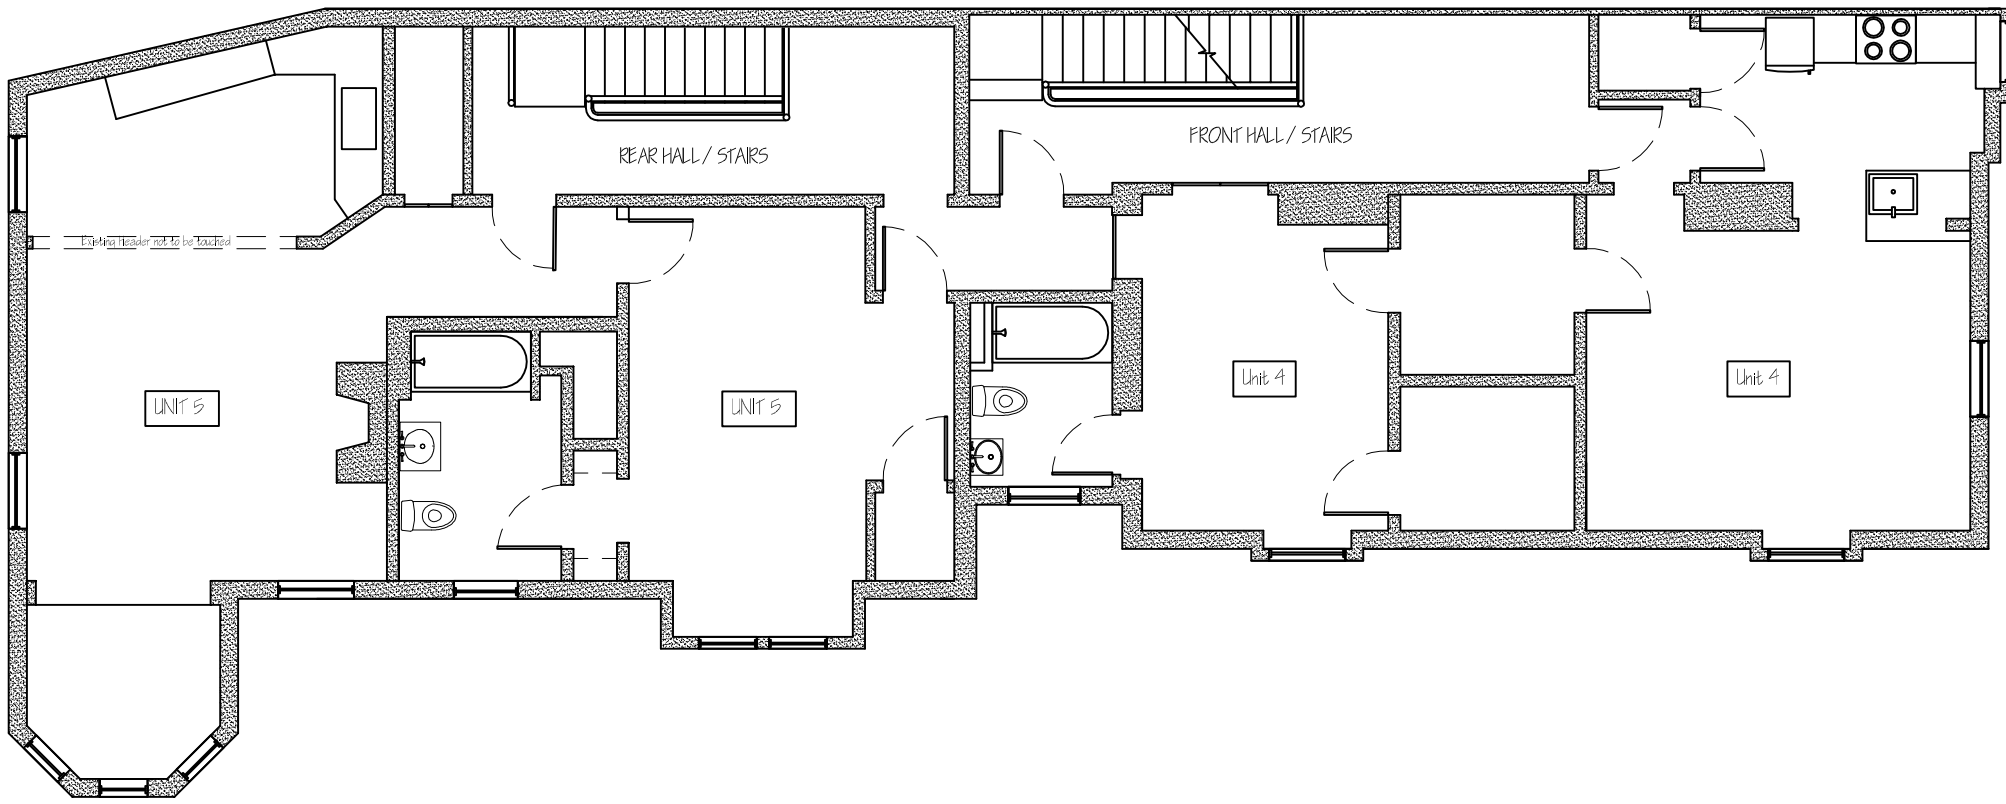 FRONT HALL / STAIRS
REAR HALL / STAIRS
Existing Header not to be touched
Unit 4
Unit 4
UNIT 5
UNIT 5